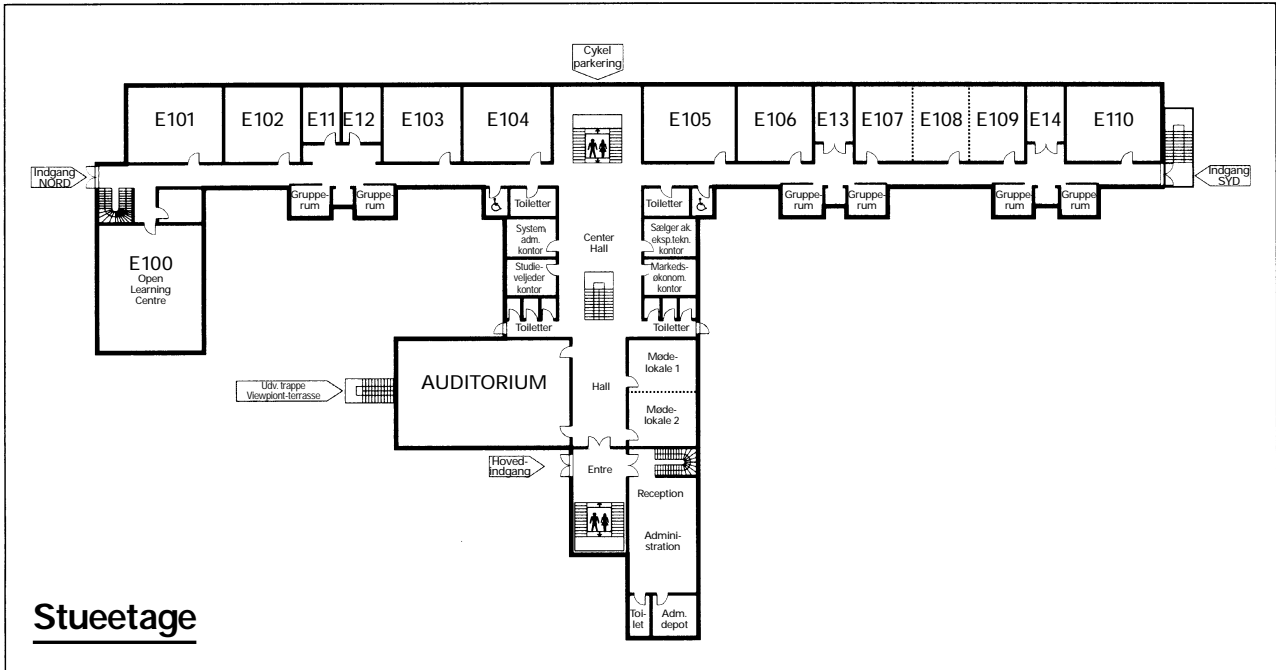 Cykel
parkering
E101
E102
E11
E12
E103
E104
E105
E106
E13
E107
E108
E109
E14
E110
Indgang
NORD
Indgang
SYD
Gruppe-
rum
Gruppe-
rum
Toiletter
Toiletter
Gruppe-
rum
Gruppe-
rum
Gruppe-
rum
Gruppe-
rum
System.
adm.
kontor
Center
Hall
Sælger ak.
eksp.tekn.
kontor
E100
Open
Learning
Centre
Studie-
veljeder
kontor
Markeds-
økonom.
kontor
Toiletter
Toiletter
AUDITORIUM
Hall
Møde-
lokale 1
Udv. trappe
Viewpiont-terrasse
Møde-
lokale 2
Hoved-
indgang
Entre
Reception
Admini-
stration
Toi-
let
Adm.
depot
Stueetage